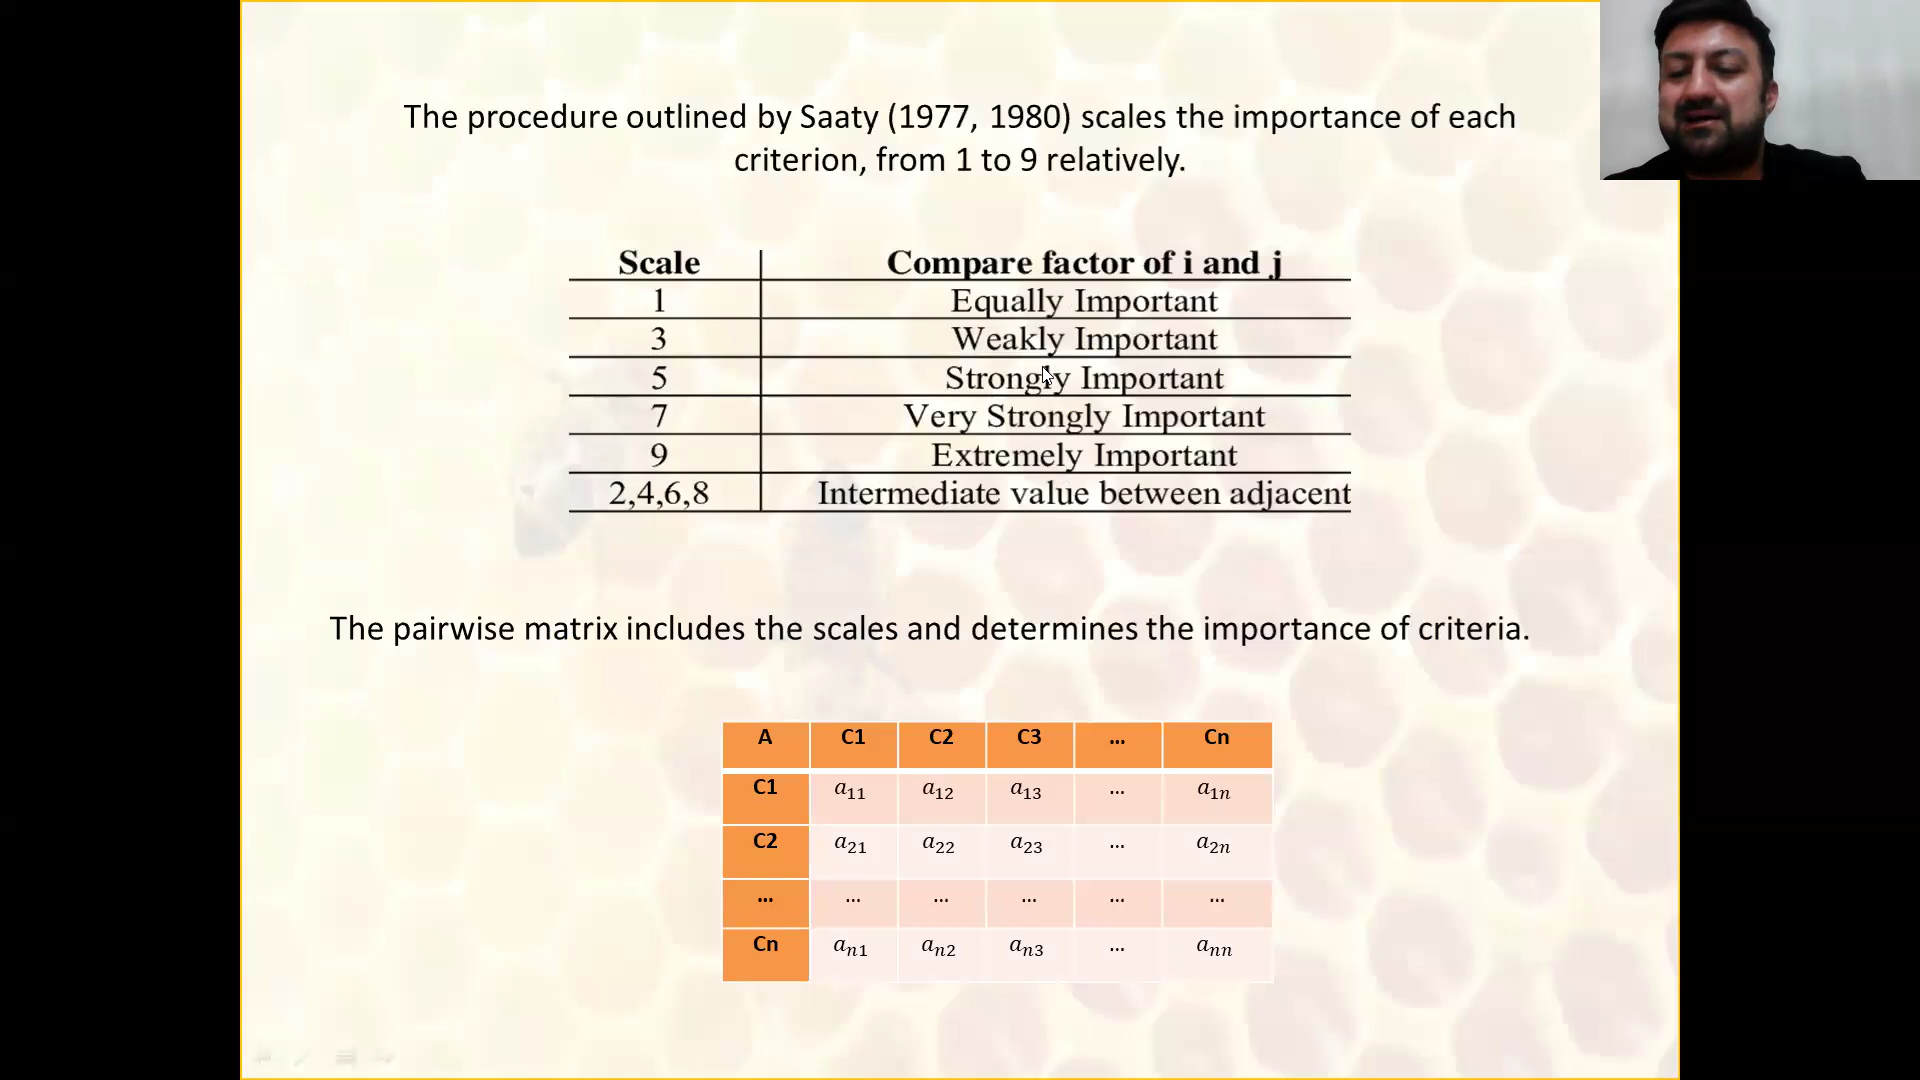 The procedure outlined by Saaty (1977, 1980) scales the importance of each
criterion, from 1 to 9 relatively.
Scale Compare factor of i and j
1 Equally Important
3 Weakly Important
5 Strongly Important
7 Very Strongly Important
9 Extremely Important
2,4,6,8 Intermediate value between adjacent
The pairwise matrix includes the scales and determines the importance of criteria.
A C1 C2 C3 ... Cn
C1 a11 a12 a13 ... a1n
C2 a21 a22 a23 ... a2n
... ... ... ... ... ...
Cn an1 an2 an3 ... ann